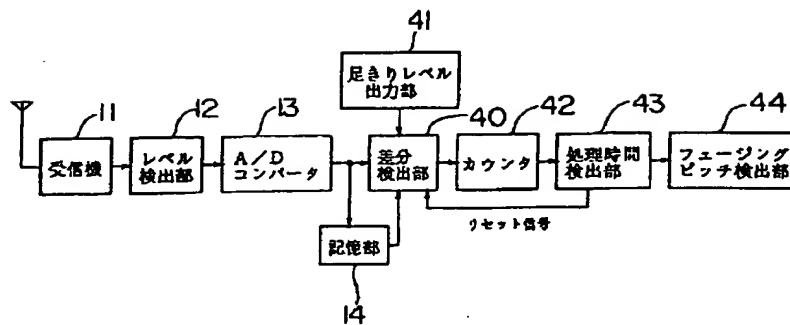 41
足きりレベル
出力部
11
12
13
40
42
43
44
受信機
レベル
検出部
A/D
コンバータ
差分
検出部
カウンタ
処理時間
検出部
フェージング
ピッチ検出部
リセット信号
記憶部
14